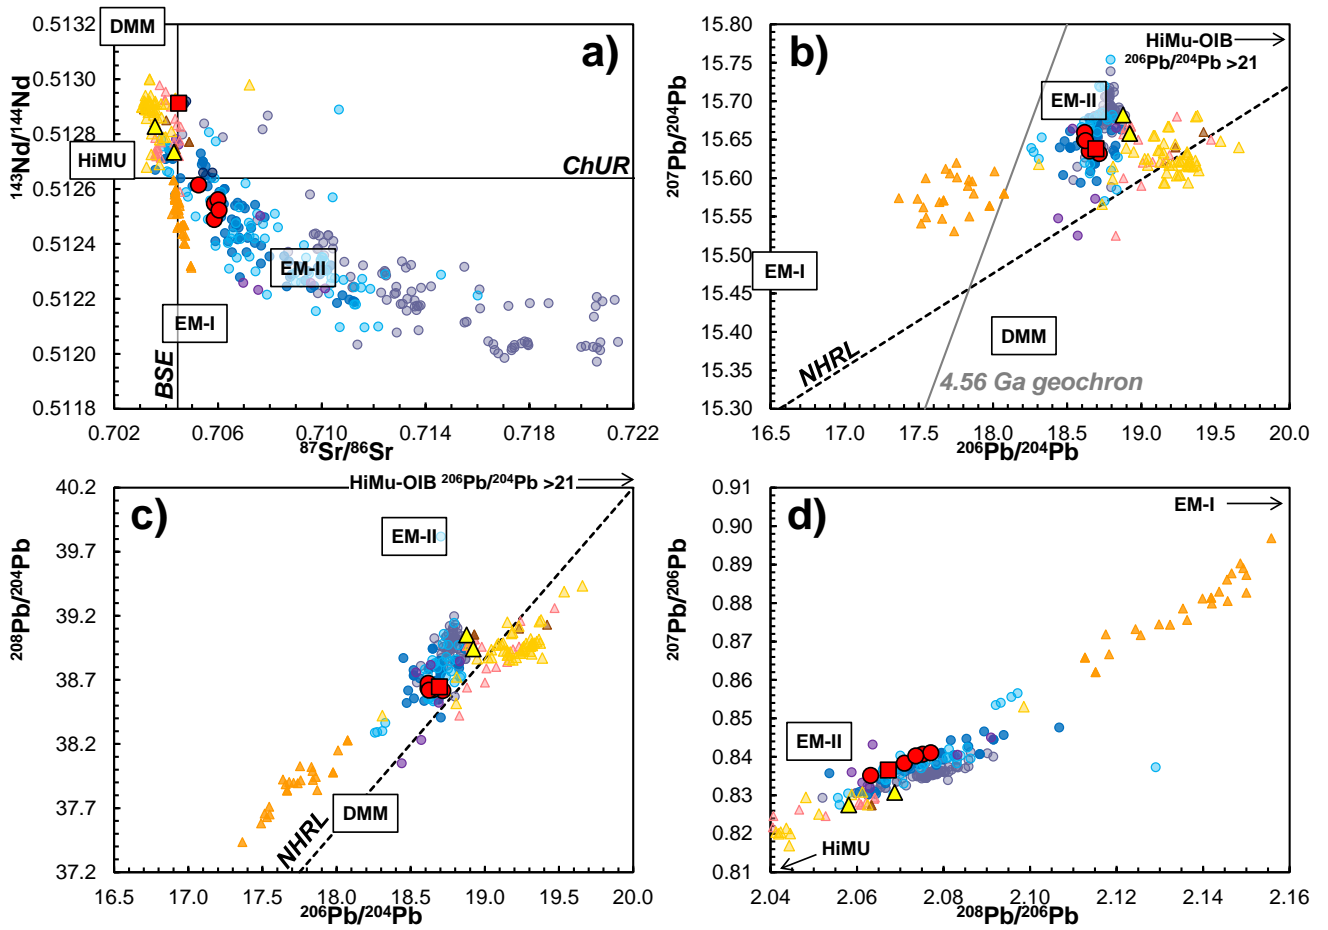 a)
0.5132
0.5130
0.5128
0.5126
0.5124
0.5122
0.5120
0.5118
¹⁴³Nd/¹⁴⁴Nd
DMM
HiMU
ChUR
EM-II
EM-I
BSE
0.702
0.706
0.710
0.714
0.718
0.722
⁸⁷Sr/⁸⁶Sr
b)
15.80
15.75
15.70
15.65
15.60
15.55
15.50
15.45
15.40
15.35
15.30
²⁰⁷Pb/²⁰⁴Pb
HiMu-OIB
²⁰⁶Pb/²⁰⁴Pb >21
EM-II
EM-I
DMM
NHRL
4.56 Ga geochron
16.5
17.0
17.5
18.0
18.5
19.0
19.5
20.0
²⁰⁶Pb/²⁰⁴Pb
c)
40.2
39.7
39.2
38.7
38.2
37.7
37.2
²⁰⁸Pb/²⁰⁴Pb
HiMu-OIB ²⁰⁶Pb/²⁰⁴Pb >21
EM-II
DMM
NHRL
16.5
17.0
17.5
18.0
18.5
19.0
19.5
20.0
²⁰⁶Pb/²⁰⁴Pb
d)
0.91
0.90
0.89
0.88
0.87
0.86
0.85
0.84
0.83
0.82
0.81
²⁰⁷Pb/²⁰⁶Pb
EM-I
EM-II
HiMU
2.04
2.06
2.08
2.10
2.12
2.14
2.16
²⁰⁸Pb/²⁰⁶Pb